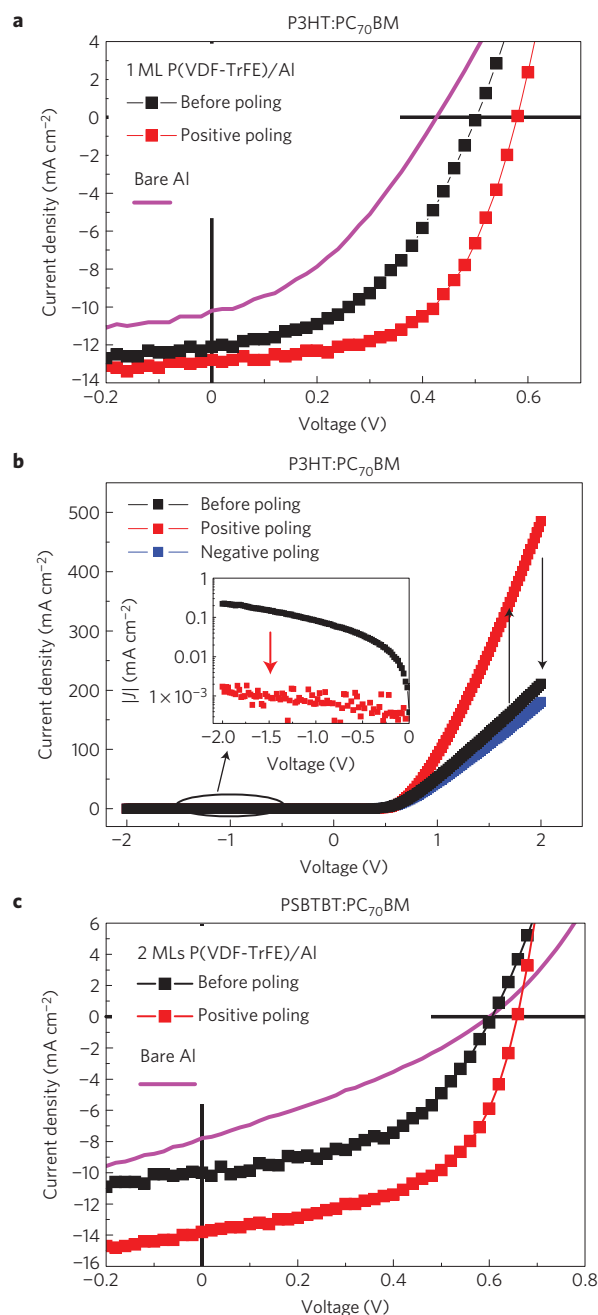 a
P3HT:PC₇₀BM
1 ML P(VDF-TrFE)/Al
Before poling
Positive poling
Bare Al
4
2
0
−2
−4
−6
−8
−10
−12
−14
Current density (mA cm⁻²)
−0.2
0
0.2
0.4
0.6
Voltage (V)
b
P3HT:PC₇₀BM
Before poling
Positive poling
Negative poling
500
400
300
200
100
0
Current density (mA cm⁻²)
1
0.1
0.01
1 × 10⁻³
|J| (mA cm⁻²)
−2.0
−1.5
−1.0
−0.5
0
Voltage (V)
−2
−1
0
1
2
Voltage (V)
c
PSBTBT:PC₇₀BM
2 MLs P(VDF-TrFE)/Al
Before poling
Positive poling
Bare Al
6
4
2
0
−2
−4
−6
−8
−10
−12
−14
−16
Current density (mA cm⁻²)
−0.2
0
0.2
0.4
0.6
0.8
Voltage (V)